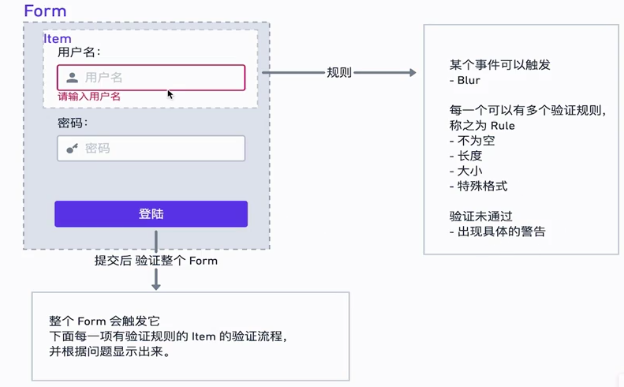 Form
Item
用户名：
用户名
请输入用户名
密码：
密码
登陆
规则
某个事件可以触发
- Blur
每一个可以有多个验证规则，
称之为 Rule
- 不为空
- 长度
- 大小
- 特殊格式
验证未通过
- 出现具体的警告
提交后 验证整个 Form
整个 Form 会触发它
下面每一项有验证规则的 Item 的验证流程，
并根据问题显示出来。